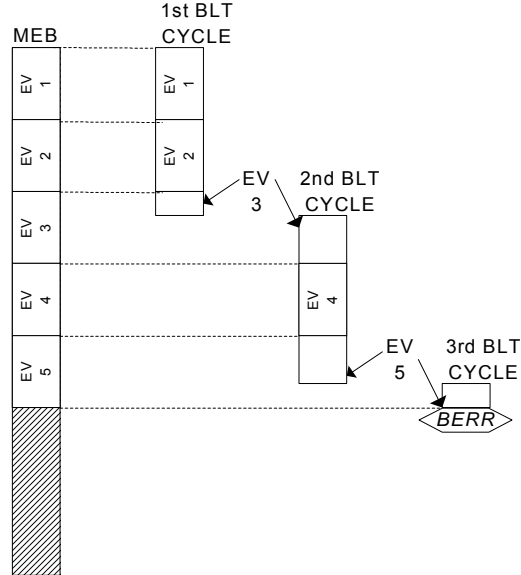 1st BLT
CYCLE
MEB
EV 1
EV 2
EV 3
EV 4
EV 5
EV 1
EV 2
EV
3
2nd BLT
CYCLE
EV 4
EV
5
3rd BLT
CYCLE
BERR